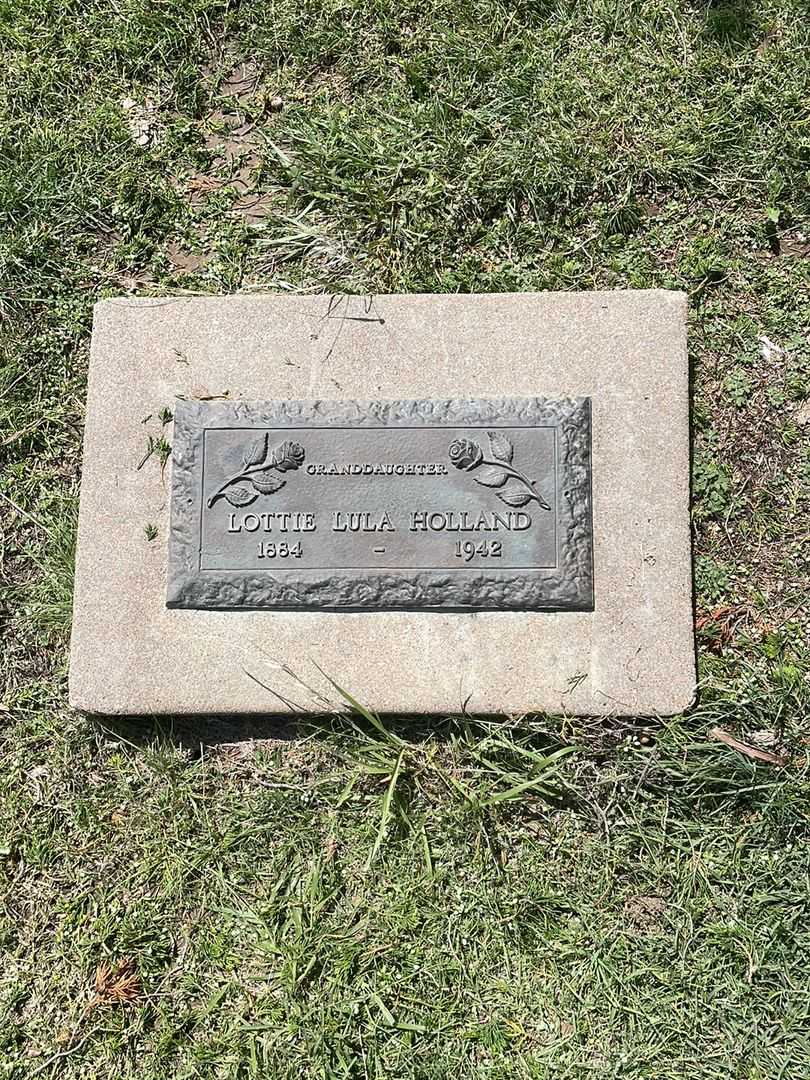 GRANDDAUGHTER
LOTTIE LULA HOLLAND
1884 – 1942